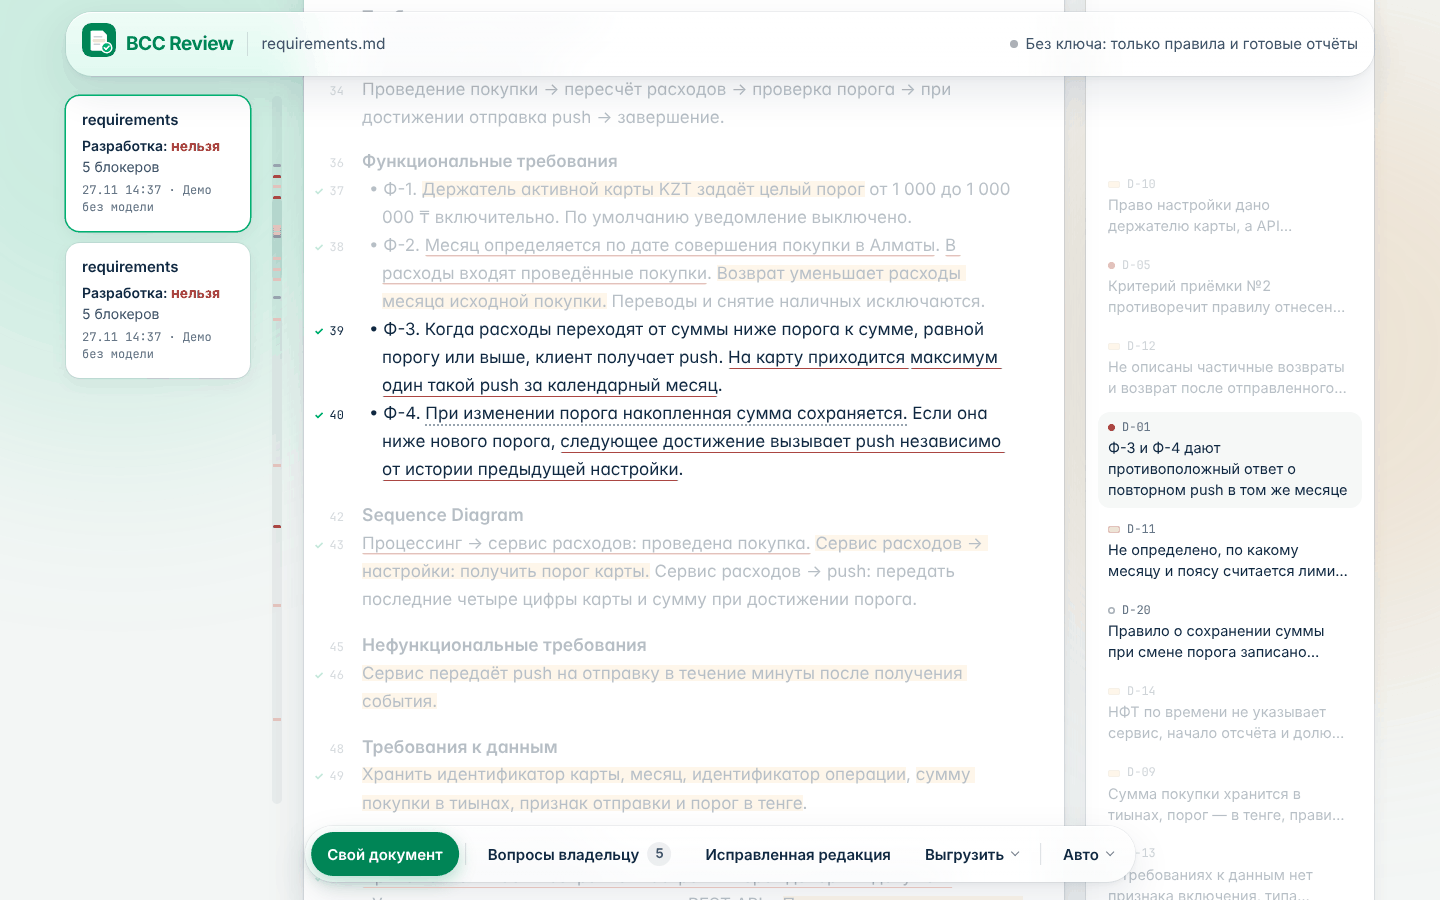 BCC Review
requirements.md
Без ключа: только правила и готовые отчёты
requirements
Разработка: нельзя
5 блокеров
27.11 14:37 · Демо
без модели
requirements
Разработка: нельзя
5 блокеров
27.11 14:37 · Демо
без модели
34 Проведение покупки → пересчёт расходов → проверка порога → при
достижении отправка push → завершение.
36 Функциональные требования
37 • Ф-1. Держатель активной карты KZT задаёт целый порог от 1 000 до 1 000
000 ₸ включительно. По умолчанию уведомление выключено.
38 • Ф-2. Месяц определяется по дате совершения покупки в Алматы. В
расходы входят проведённые покупки. Возврат уменьшает расходы
месяца исходной покупки. Переводы и снятие наличных исключаются.
39 • Ф-3. Когда расходы переходят от суммы ниже порога к сумме, равной
порогу или выше, клиент получает push. На карту приходится максимум
один такой push за календарный месяц.
40 • Ф-4. При изменении порога накопленная сумма сохраняется. Если она
ниже нового порога, следующее достижение вызывает push независимо
от истории предыдущей настройки.
42 Sequence Diagram
43 Процессинг → сервис расходов: проведена покупка. Сервис расходов →
настройки: получить порог карты. Сервис расходов → push: передать
последние четыре цифры карты и сумму при достижении порога.
45 Нефункциональные требования
46 Сервис передаёт push на отправку в течение минуты после получения
события.
48 Требования к данным
49 Хранить идентификатор карты, месяц, идентификатор операции, сумму
покупки в тиынах, признак отправки и порог в тенге.
D-10
Право настройки дано
держателю карты, а API...
D-05
Критерий приёмки №2
противоречит правилу отнесен...
D-12
Не описаны частичные возвраты
и возврат после отправленного...
D-01
Ф-3 и Ф-4 дают
противоположный ответ о
повторном push в том же месяце
D-11
Не определено, по какому
месяцу и поясу считается лими...
D-20
Правило о сохранении суммы
при смене порога записано...
D-14
НФТ по времени не указывает
сервис, начало отсчёта и долю...
D-09
Сумма покупки хранится в
тиынах, порог — в тенге, прави...
-13
требованиях к данным нет
признака включения, типа...
Свой документ
Вопросы владельцу 5
Исправленная редакция
Выгрузить
Авто